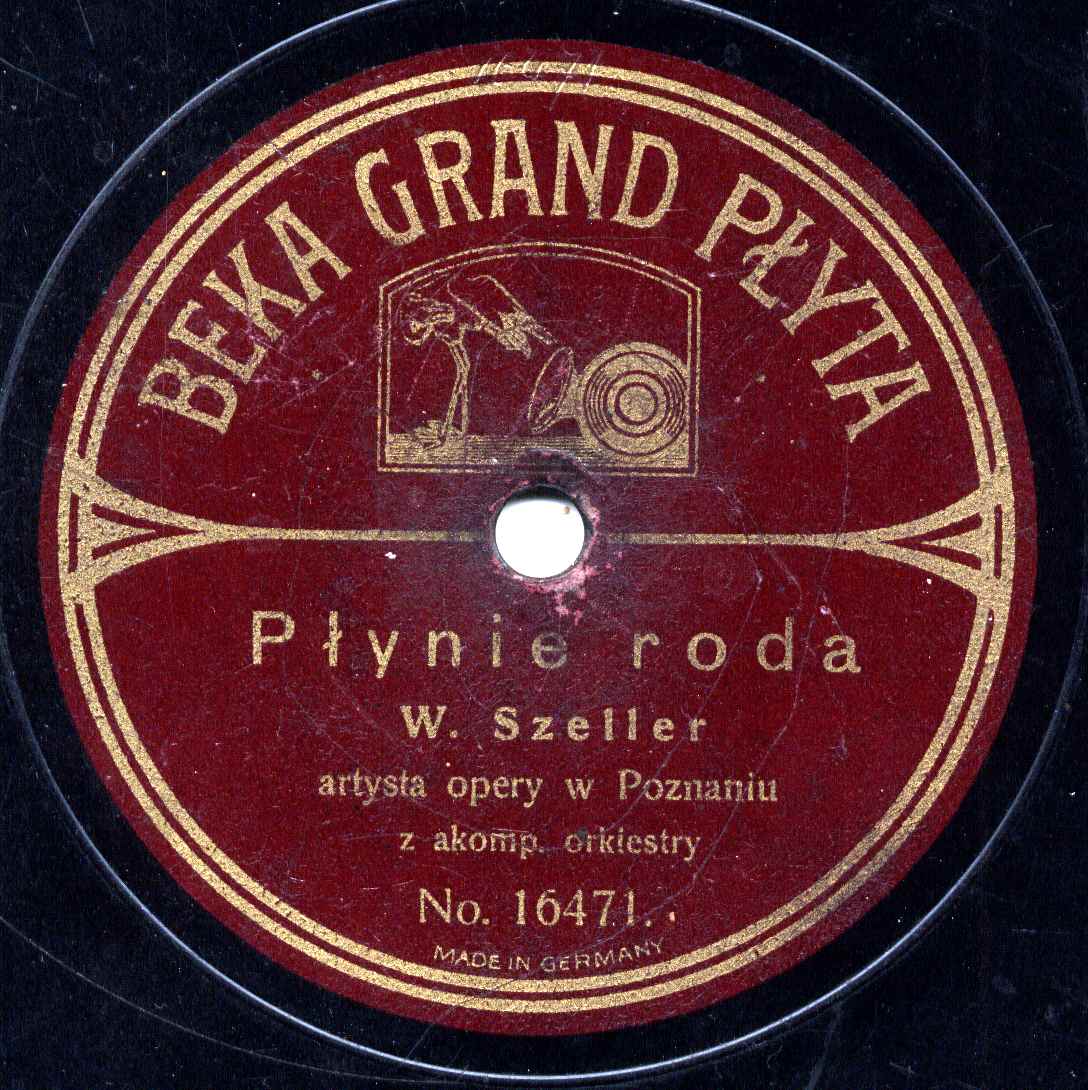 BEKA GRAND PŁYTA
Płynie roda
W. Szeller
artysta opery w Poznaniu
z akomp. orkiestry
No. 16471.
MADE IN GERMANY